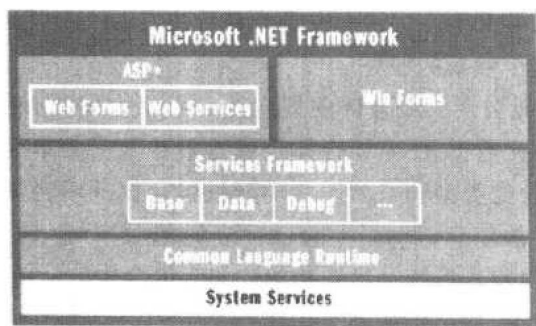 Microsoft .NET Framework
ASP+
Web Forms Web Services
Win Forms
Services Framework
Base Data Debug ---
Common Language Runtime
System Services